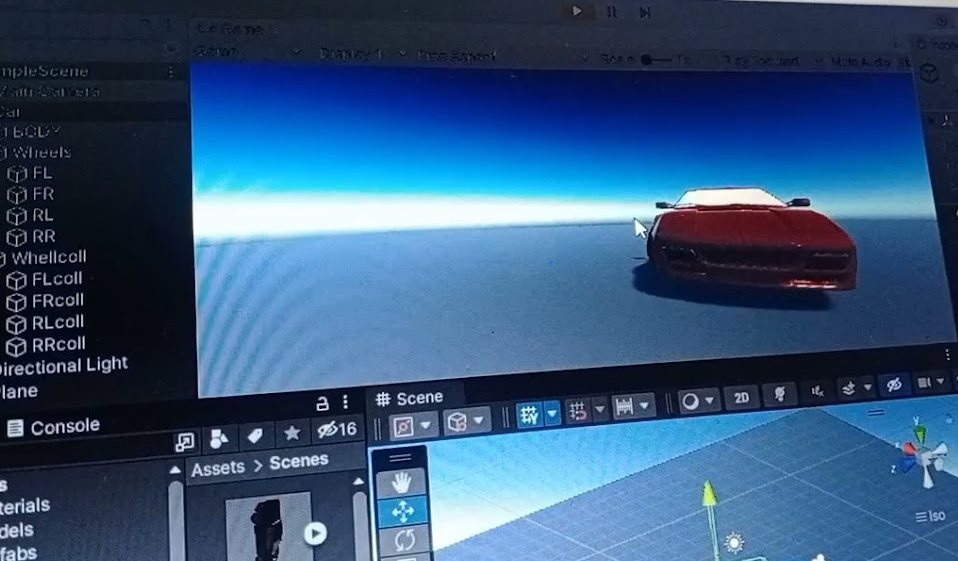 Game
Display 1
Free Aspect
Scale
1x
Play Focused
Mute Audio
mpleScene
Main Camera
Car
BODY
Wheels
FL
FR
RL
RR
Whellcoll
FLcoll
FRcoll
RLcoll
RRcoll
Directional Light
lane
Console
16
Assets > Scenes
s
terials
dels
fabs
Scene
2D
y
z
Iso